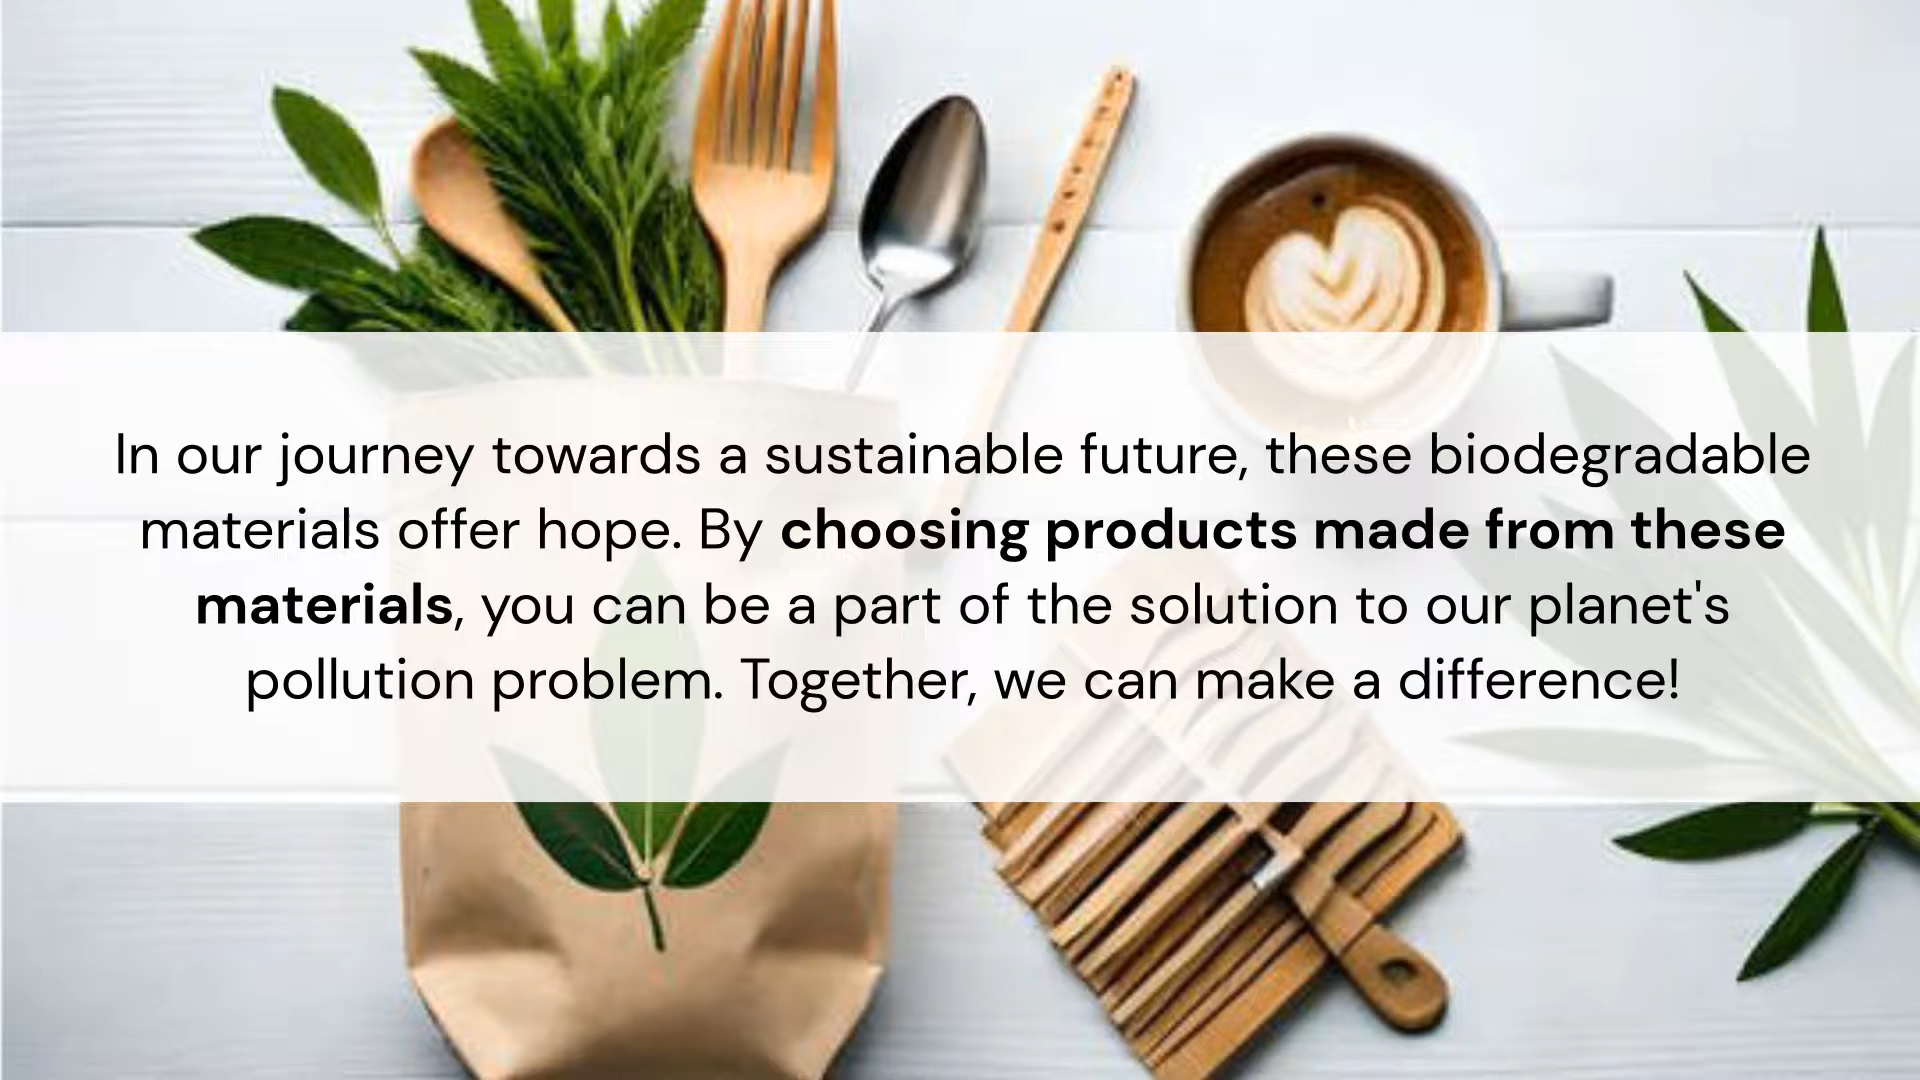 In our journey towards a sustainable future, these biodegradable
materials offer hope. By choosing products made from these
materials, you can be a part of the solution to our planet's
pollution problem. Together, we can make a difference!